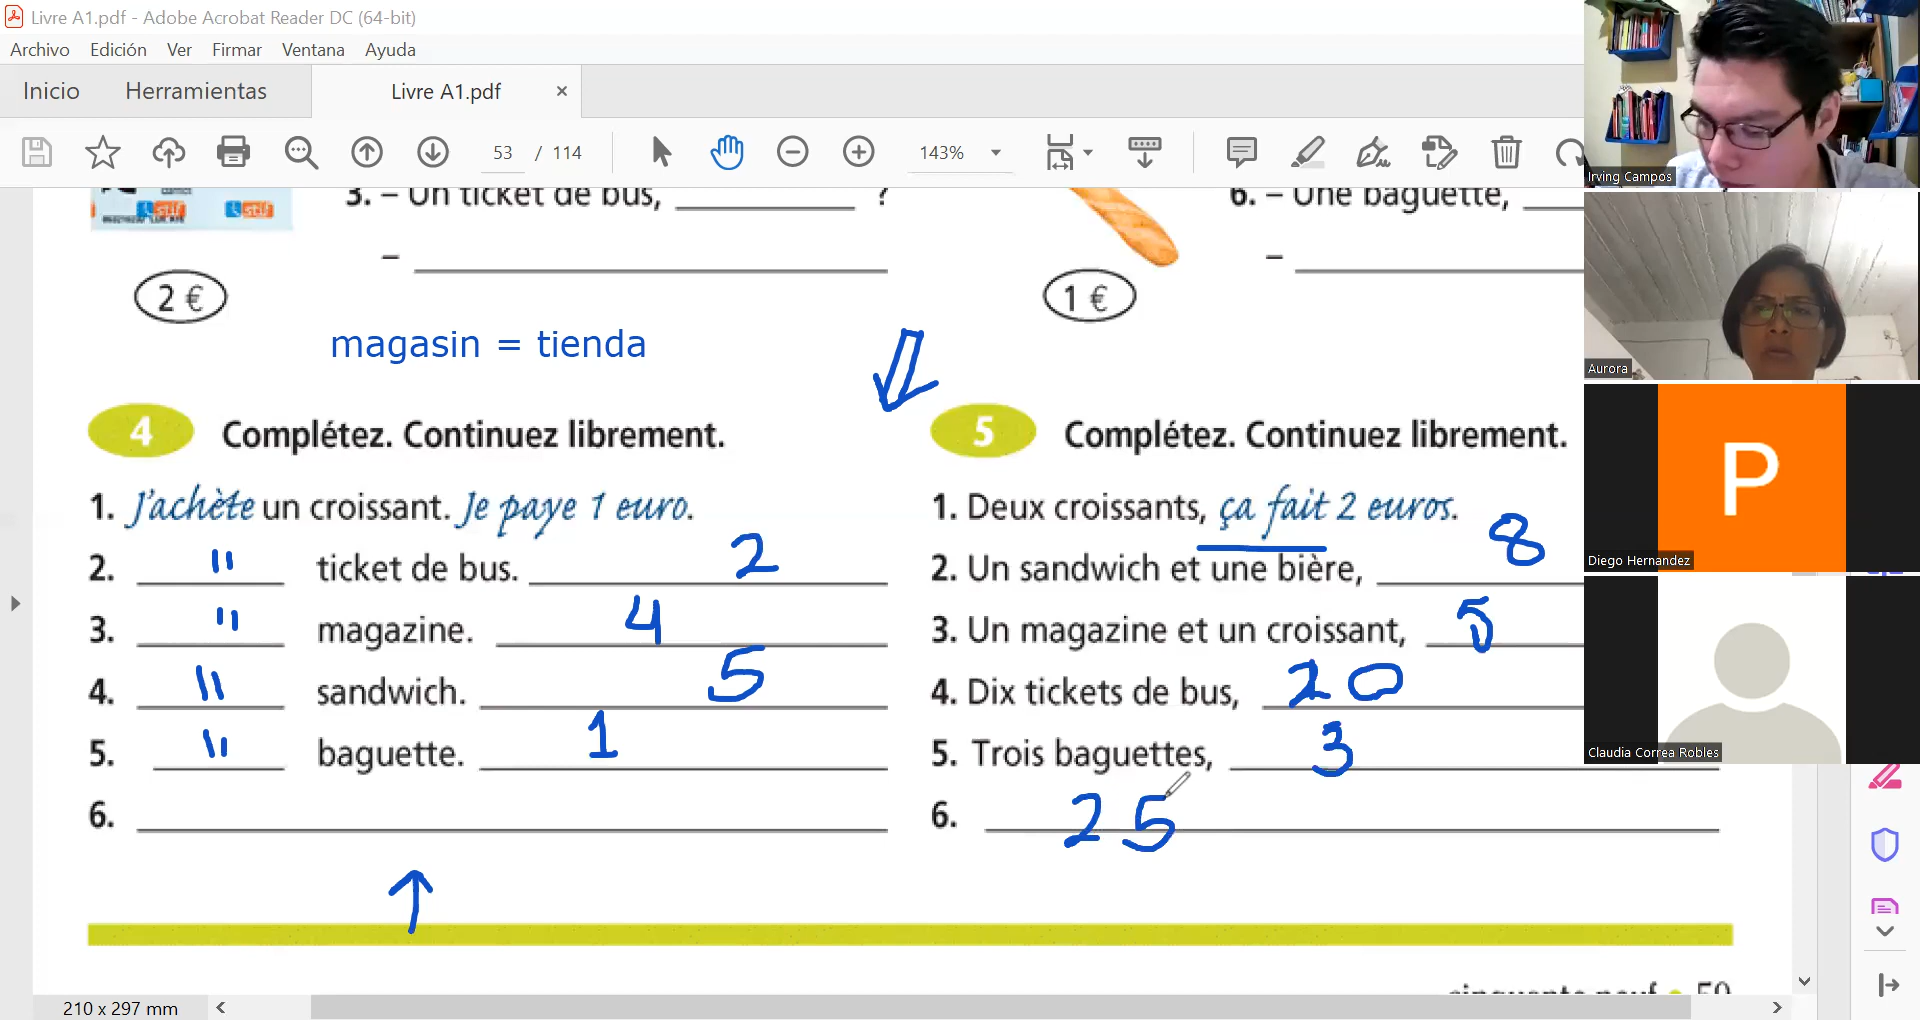 Livre A1.pdf - Adobe Acrobat Reader DC (64-bit)
Archivo Edición Ver Firmar Ventana Ayuda
Inicio Herramientas Livre A1.pdf ×
53 / 114 143%
Irving Campos
3. – Un ticket de bus, ________ ?
–
2 €
6. – Une baguette,
–
1 €
magasin = tienda
Aurora
4 Complétez. Continuez librement.
1. J'achète un croissant. Je paye 1 euro.
2. " ticket de bus. 2
3. " magazine. 4
4. " sandwich. 5
5. " baguette. 1
6.
5 Complétez. Continuez librement.
1. Deux croissants, ça fait 2 euros.
2. Un sandwich et une bière, 8
3. Un magazine et un croissant, 5
4. Dix tickets de bus, 20
5. Trois baguettes, 3
6. 25
P
Diego Hernandez
Claudia Correa Robles
cinquante-neuf • 59
210 x 297 mm